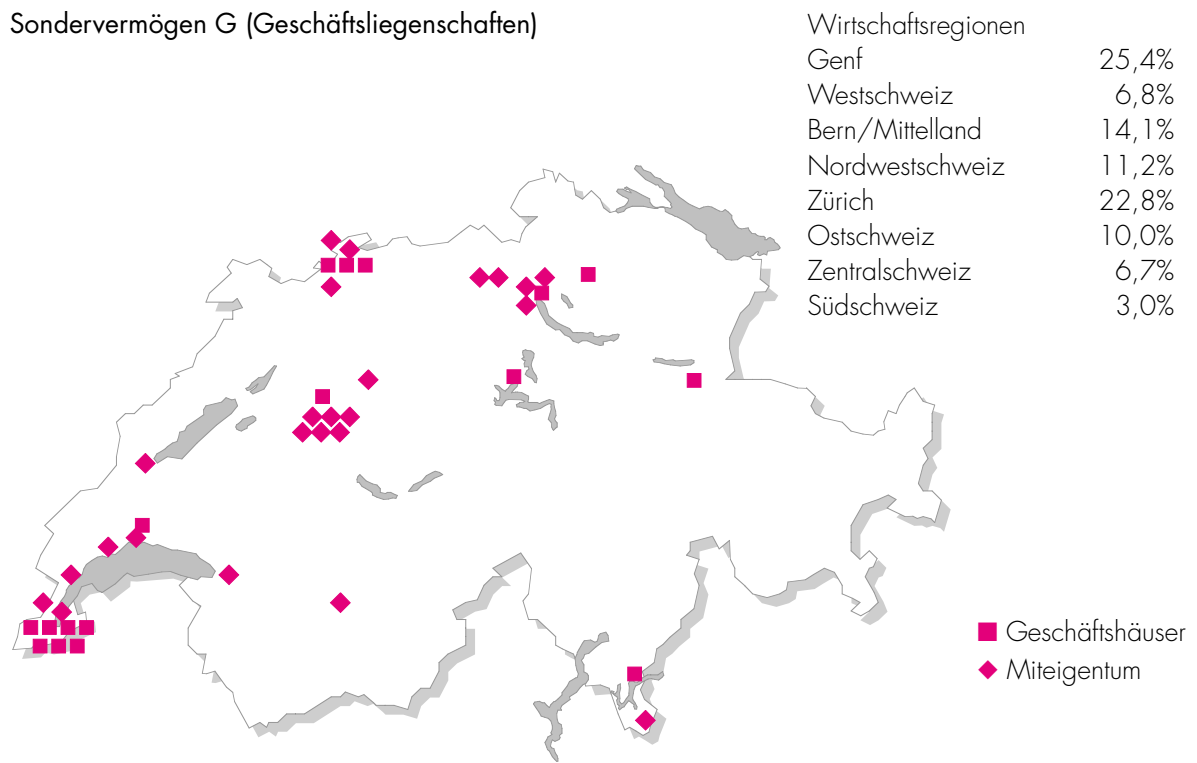 Sondervermögen G (Geschäftsliegenschaften)
Wirtschaftsregionen
Genf 25,4%
Westschweiz 6,8%
Bern/Mittelland 14,1%
Nordwestschweiz 11,2%
Zürich 22,8%
Ostschweiz 10,0%
Zentralschweiz 6,7%
Südschweiz 3,0%
Geschäftshäuser
Miteigentum